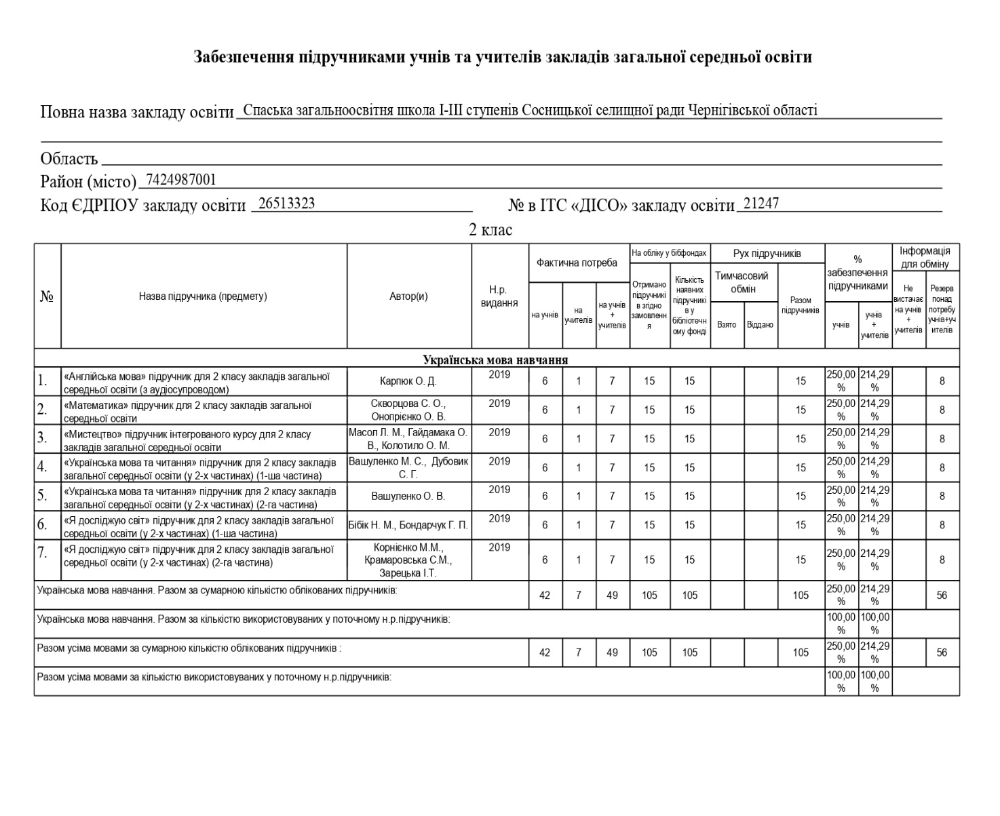 Забезпечення підручниками учнів та учителів закладів загальної середньої освіти
Повна назва закладу освіти Спаська загальноосвітня школа І-ІІІ ступенів Сосницької селищної ради Чернігівської області
Область
Район (місто) 7424987001
Код ЄДРПОУ закладу освіти 26513323 № в ІТС «ДІСО» закладу освіти 21247
2 клас
№ Назва підручника (предмету) Автор(и) Н.р. видання Фактична потреба На обліку у бібфондах Рух підручників % забезпечення підручниками Інформація для обміну
на учнів на учителів на учнів + учителів Отримано підручникі в згідно замовленн я Кількість наявних підручникі в у бібліотечн ому фонді Тимчасовий обмін Разом підручників учнів учнів + учителів Не вистачає на учнів + учителів Резерв понад потребу учнів+уч ителів
Взято Віддано
Українська мова навчання
1. «Англійська мова» підручник для 2 класу закладів загальної середньої освіти (з аудіосупроводом) Карпюк О. Д. 2019 6 1 7 15 15 15 250,00 % 214,29 % 8
2. «Математика» підручник для 2 класу закладів загальної середньої освіти Скворцова С. О., Онопрієнко О. В. 2019 6 1 7 15 15 15 250,00 % 214,29 % 8
3. «Мистецтво» підручник інтегрованого курсу для 2 класу закладів загальної середньої освіти Масол Л. М., Гайдамака О. В., Колотило О. М. 2019 6 1 7 15 15 15 250,00 % 214,29 % 8
4. «Українська мова та читання» підручник для 2 класу закладів загальної середньої освіти (у 2-х частинах) (1-ша частина) Вашуленко М. С., Дубовик С. Г. 2019 6 1 7 15 15 15 250,00 % 214,29 % 8
5. «Українська мова та читання» підручник для 2 класу закладів загальної середньої освіти (у 2-х частинах) (2-га частина) Вашуленко О. В. 2019 6 1 7 15 15 15 250,00 % 214,29 % 8
6. «Я досліджую світ» підручник для 2 класу закладів загальної середньої освіти (у 2-х частинах) (1-ша частина) Бібік Н. М., Бондарчук Г. П. 2019 6 1 7 15 15 15 250,00 % 214,29 % 8
7. «Я досліджую світ» підручник для 2 класу закладів загальної середньої освіти (у 2-х частинах) (2-га частина) Корнієнко М.М., Крамаровська С.М., Зарецька І.Т. 2019 6 1 7 15 15 15 250,00 % 214,29 % 8
Українська мова навчання. Разом за сумарною кількістю облікованих підручників: 42 7 49 105 105 105 250,00 % 214,29 % 56
Українська мова навчання. Разом за кількістю використовуваних у поточному н.р.підручників: 100,00 % 100,00 %
Разом усіма мовами за сумарною кількістю облікованих підручників : 42 7 49 105 105 105 250,00 % 214,29 % 56
Разом усіма мовами за кількістю використовуваних у поточному н.р.підручників: 100,00 % 100,00 %